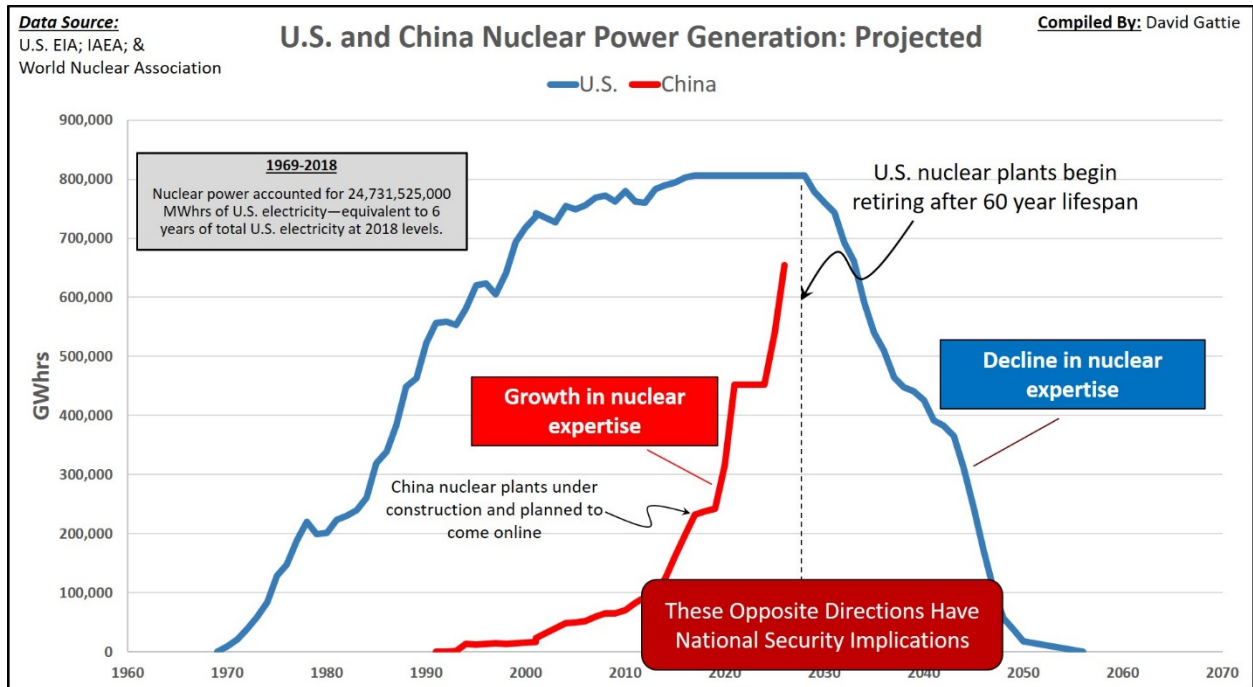 Data Source:
U.S. EIA; IAEA; &
World Nuclear Association
U.S. and China Nuclear Power Generation: Projected
Compiled By: David Gattie
U.S. China
GWhrs
900,000
800,000
700,000
600,000
500,000
400,000
300,000
200,000
100,000
0
1969-2018
Nuclear power accounted for 24,731,525,000
MWhrs of U.S. electricity—equivalent to 6
years of total U.S. electricity at 2018 levels.
U.S. nuclear plants begin
retiring after 60 year lifespan
Growth in nuclear
expertise
Decline in nuclear
expertise
China nuclear plants under
construction and planned to
come online
These Opposite Directions Have
National Security Implications
1960 1970 1980 1990 2000 2010 2020 2030 2040 2050 2060 2070